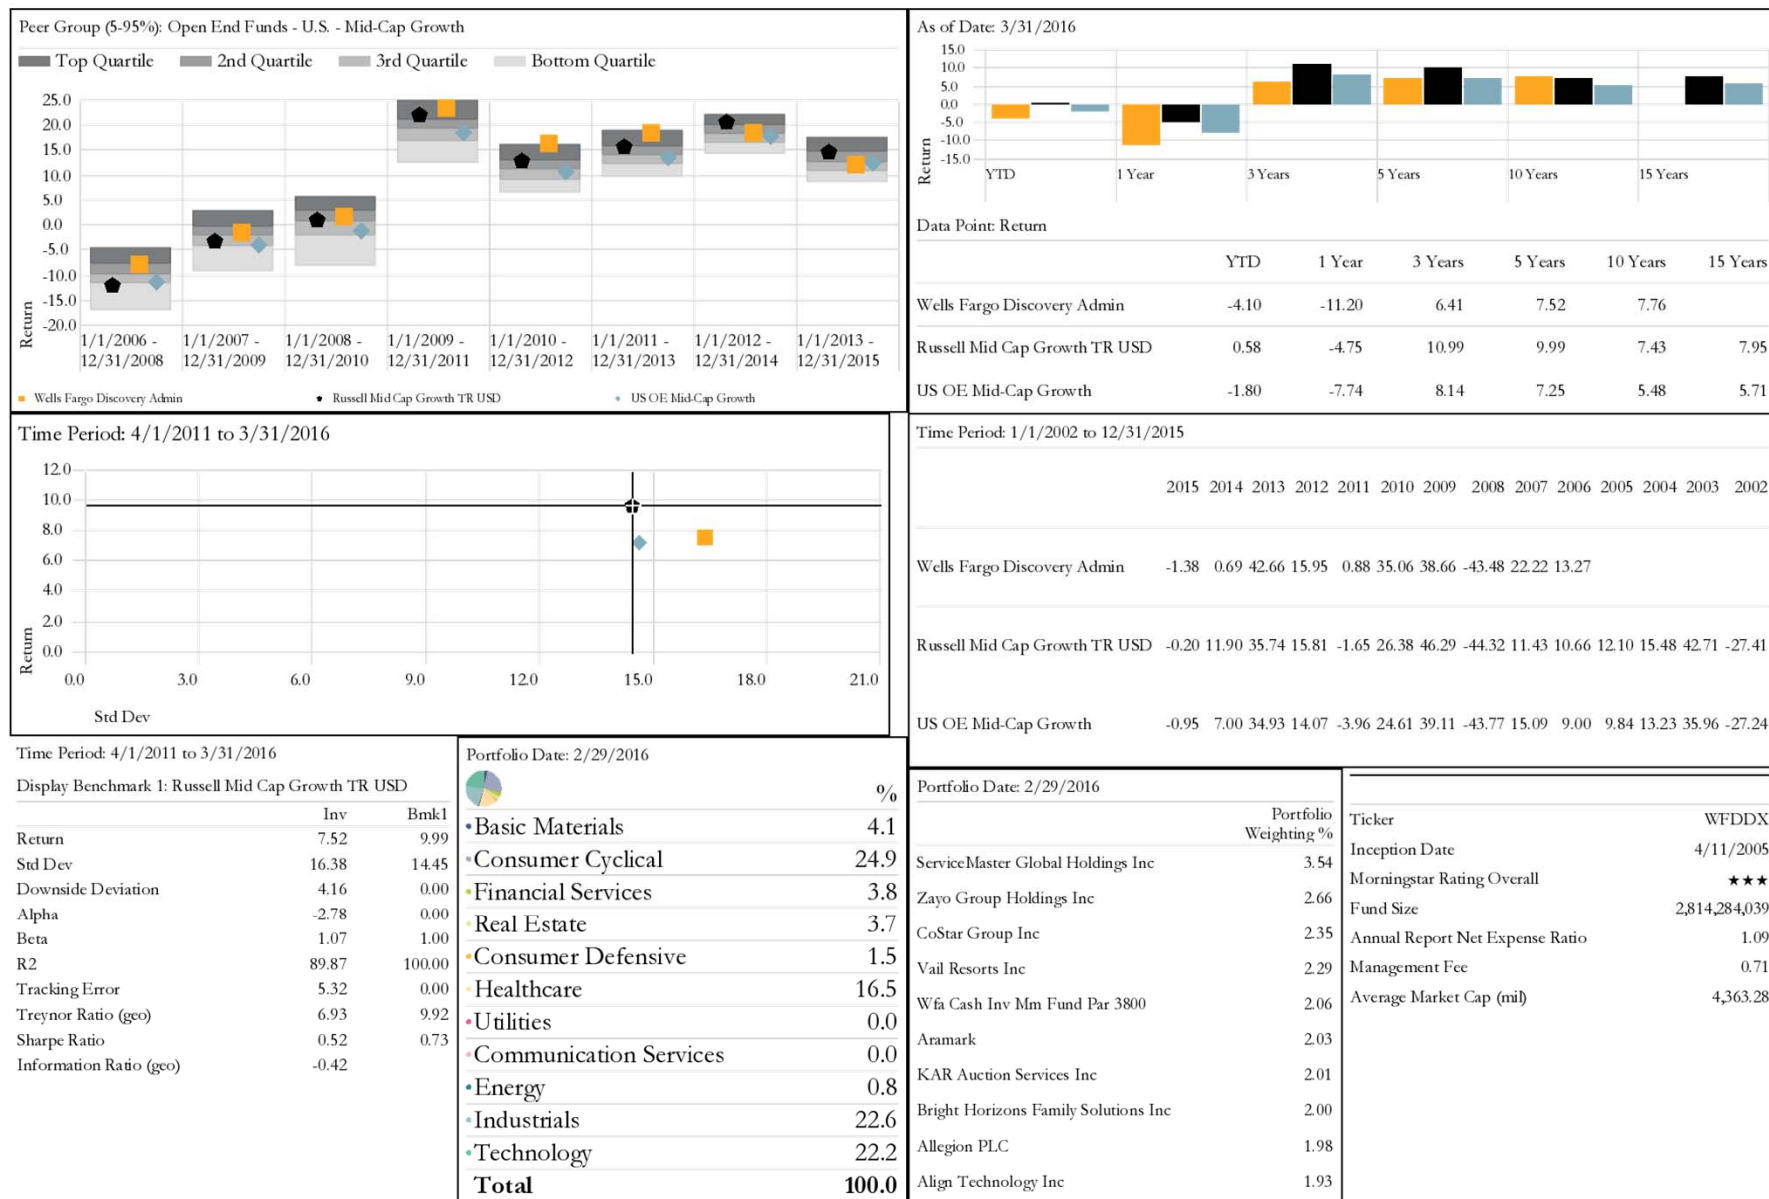 Peer Group (5-95%): Open End Funds - U.S. - Mid-Cap Growth
Top Quartile 2nd Quartile 3rd Quartile Bottom Quartile
25.0
20.0
15.0
10.0
5.0
0.0
-5.0
-10.0
-15.0
-20.0
Return
1/1/2006 - 1/1/2007 - 1/1/2008 - 1/1/2009 - 1/1/2010 - 1/1/2011 - 1/1/2012 - 1/1/2013 -
12/31/2008 12/31/2009 12/31/2010 12/31/2011 12/31/2012 12/31/2013 12/31/2014 12/31/2015
Wells Fargo Discovery Admin Russell Mid Cap Growth TR USD US OE Mid-Cap Growth
As of Date: 3/31/2016
15.0
10.0
5.0
0.0
-5.0
-10.0
-15.0
Return
YTD 1 Year 3 Years 5 Years 10 Years 15 Years
Data Point: Return
YTD 1 Year 3 Years 5 Years 10 Years 15 Years
Wells Fargo Discovery Admin -4.10 -11.20 6.41 7.52 7.76
Russell Mid Cap Growth TR USD 0.58 -4.75 10.99 9.99 7.43 7.95
US OE Mid-Cap Growth -1.80 -7.74 8.14 7.25 5.48 5.71
Time Period: 4/1/2011 to 3/31/2016
12.0
10.0
8.0
6.0
4.0
2.0
0.0
Return
0.0 3.0 6.0 9.0 12.0 15.0 18.0 21.0
Std Dev
Time Period: 1/1/2002 to 12/31/2015
2015 2014 2013 2012 2011 2010 2009 2008 2007 2006 2005 2004 2003 2002
Wells Fargo Discovery Admin -1.38 0.69 42.66 15.95 0.88 35.06 38.66 -43.48 22.22 13.27
Russell Mid Cap Growth TR USD -0.20 11.90 35.74 15.81 -1.65 26.38 46.29 -44.32 11.43 10.66 12.10 15.48 42.71 -27.41
US OE Mid-Cap Growth -0.95 7.00 34.93 14.07 -3.96 24.61 39.11 -43.77 15.09 9.00 9.84 13.23 35.96 -27.24
Time Period: 4/1/2011 to 3/31/2016
Display Benchmark 1: Russell Mid Cap Growth TR USD
Inv Bmk1
Return 7.52 9.99
Std Dev 16.38 14.45
Downside Deviation 4.16 0.00
Alpha -2.78 0.00
Beta 1.07 1.00
R2 89.87 100.00
Tracking Error 5.32 0.00
Treynor Ratio (geo) 6.93 9.92
Sharpe Ratio 0.52 0.73
Information Ratio (geo) -0.42
Portfolio Date: 2/29/2016
%
Basic Materials 4.1
Consumer Cyclical 24.9
Financial Services 3.8
Real Estate 3.7
Consumer Defensive 1.5
Healthcare 16.5
Utilities 0.0
Communication Services 0.0
Energy 0.8
Industrials 22.6
Technology 22.2
Total 100.0
Portfolio Date: 2/29/2016
Portfolio
Weighting %
ServiceMaster Global Holdings Inc 3.54
Zayo Group Holdings Inc 2.66
CoStar Group Inc 2.35
Vail Resorts Inc 2.29
Wfa Cash Inv Mm Fund Par 3800 2.06
Aramark 2.03
KAR Auction Services Inc 2.01
Bright Horizons Family Solutions Inc 2.00
Allegion PLC 1.98
Align Technology Inc 1.93
Ticker WFDDX
Inception Date 4/11/2005
Morningstar Rating Overall ★★★
Fund Size 2,814,284,039
Annual Report Net Expense Ratio 1.09
Management Fee 0.71
Average Market Cap (mil) 4,363.28